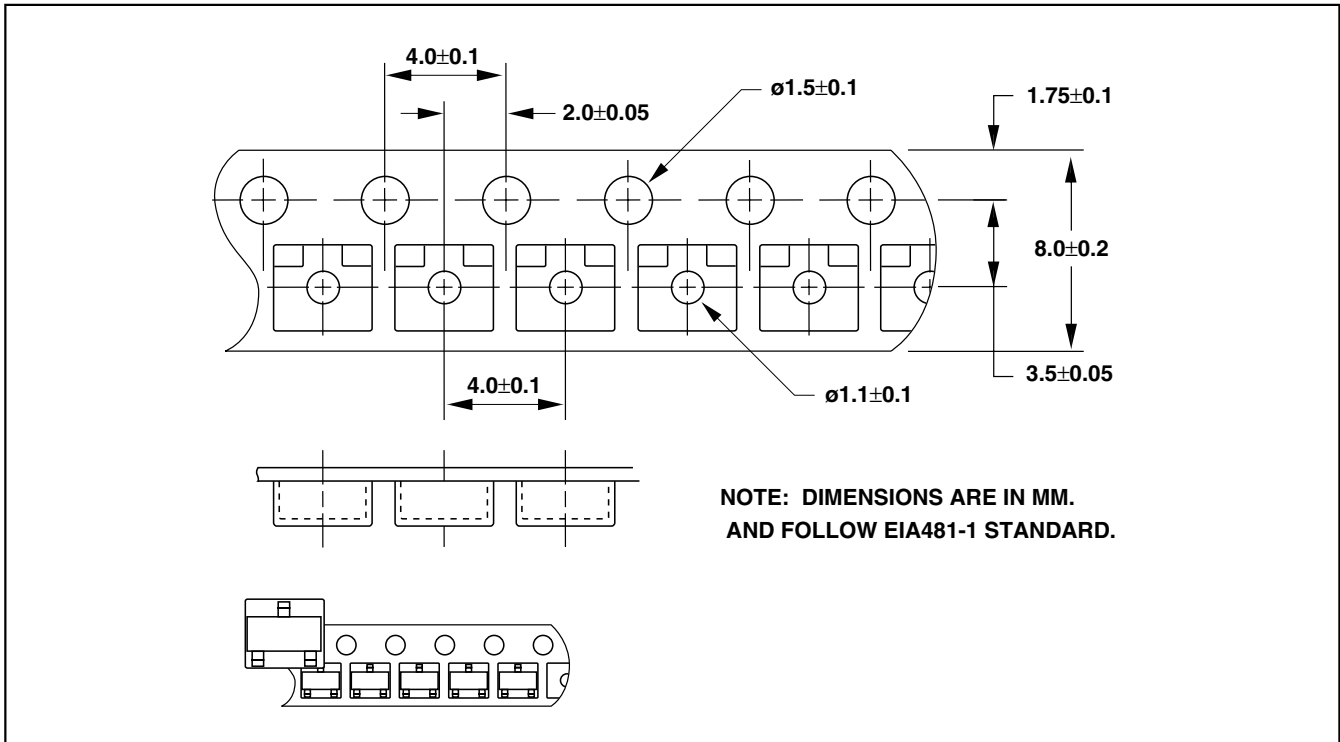 4.0±0.1
2.0±0.05
ø1.5±0.1
1.75±0.1
8.0±0.2
3.5±0.05
4.0±0.1
ø1.1±0.1
NOTE: DIMENSIONS ARE IN MM.
AND FOLLOW EIA481-1 STANDARD.